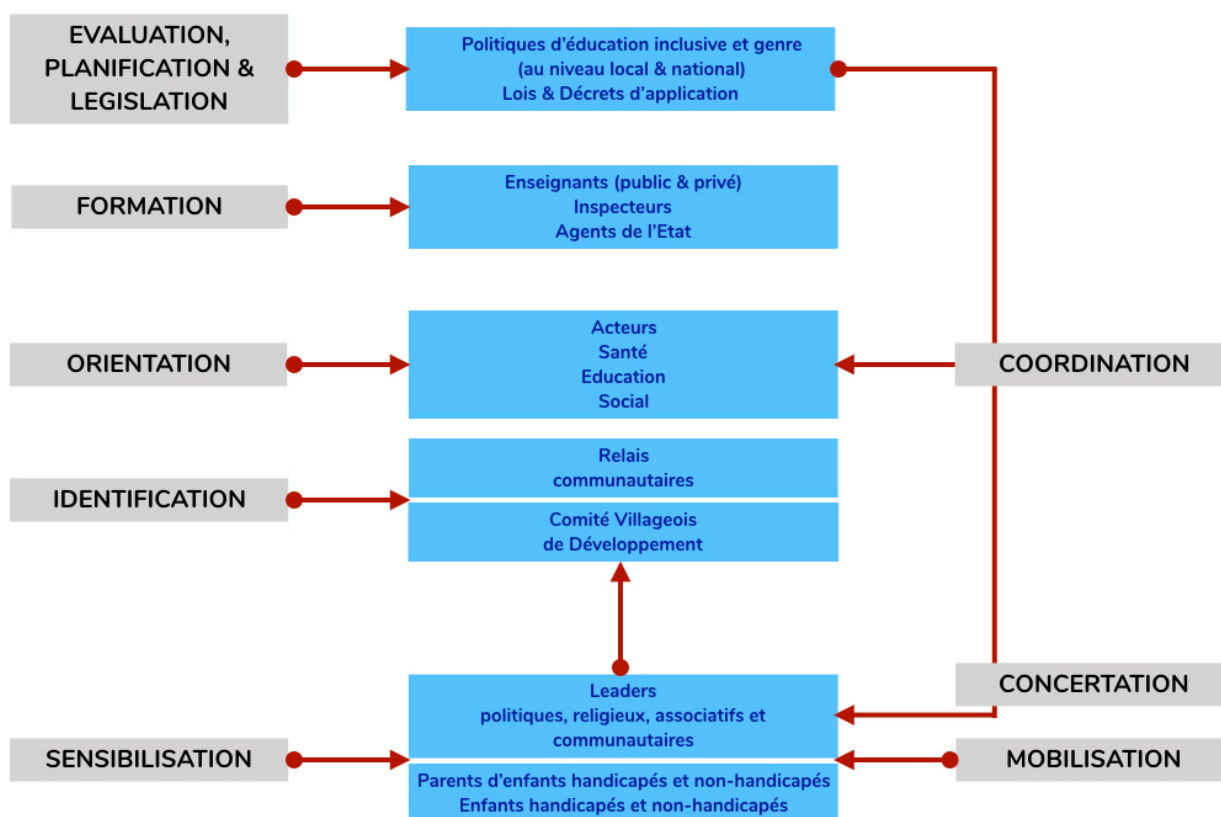 EVALUATION,
PLANIFICATION &
LEGISLATION
Politiques d'éducation inclusive et genre
(au niveau local & national)
Lois & Décrets d'application
FORMATION
Enseignants (public & privé)
Inspecteurs
Agents de l'Etat
ORIENTATION
Acteurs
Santé
Education
Social
COORDINATION
IDENTIFICATION
Relais
communautaires
Comité Villageois
de Développement
CONCERTATION
Leaders
politiques, religieux, associatifs et
communautaires
SENSIBILISATION
MOBILISATION
Parents d'enfants handicapés et non-handicapés
Enfants handicapés et non-handicapés